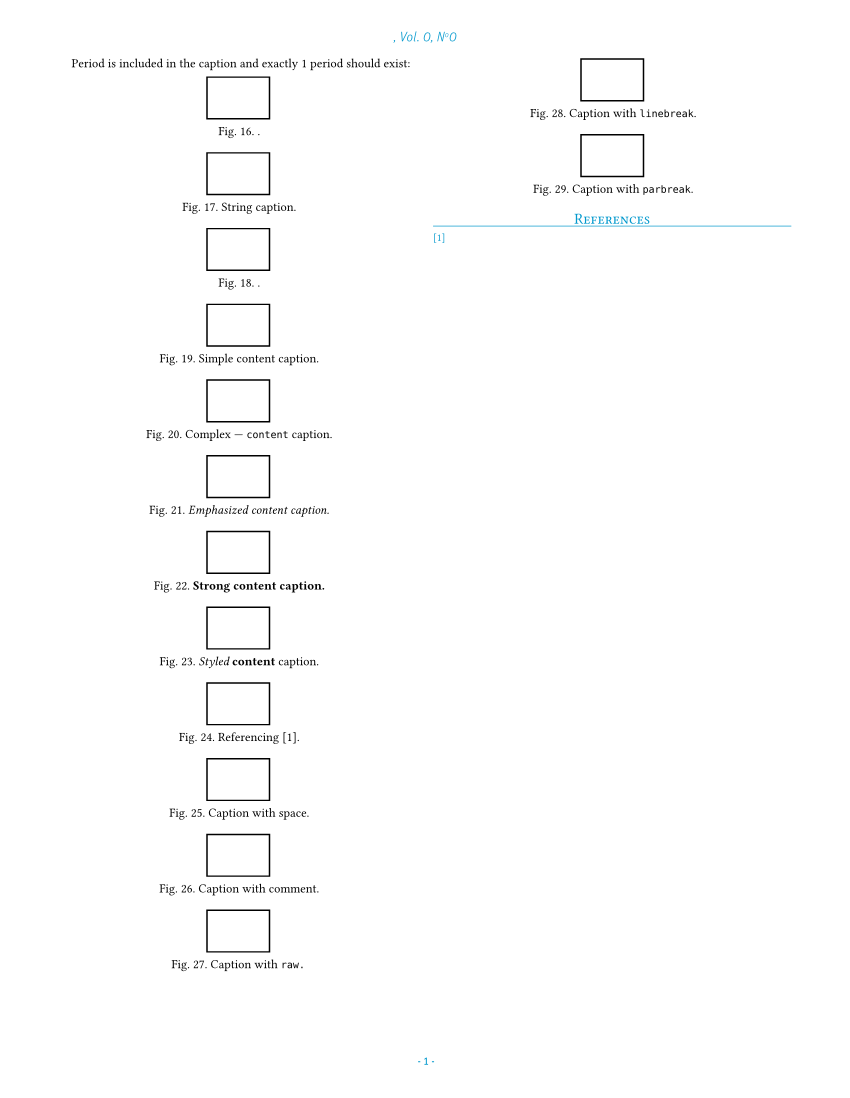 , Vol. 0, Nº0
Period is included in the caption and exactly 1 period should exist:
Fig. 16. .
Fig. 17. String caption.
Fig. 18. .
Fig. 19. Simple content caption.
Fig. 20. Complex — content caption.
Fig. 21. Emphasized content caption.
Fig. 22. Strong content caption.
Fig. 23. Styled content caption.
Fig. 24. Referencing [1].
Fig. 25. Caption with space.
Fig. 26. Caption with comment.
Fig. 27. Caption with raw.
Fig. 28. Caption with linebreak.
Fig. 29. Caption with parbreak.
References
[1]
- 1 -